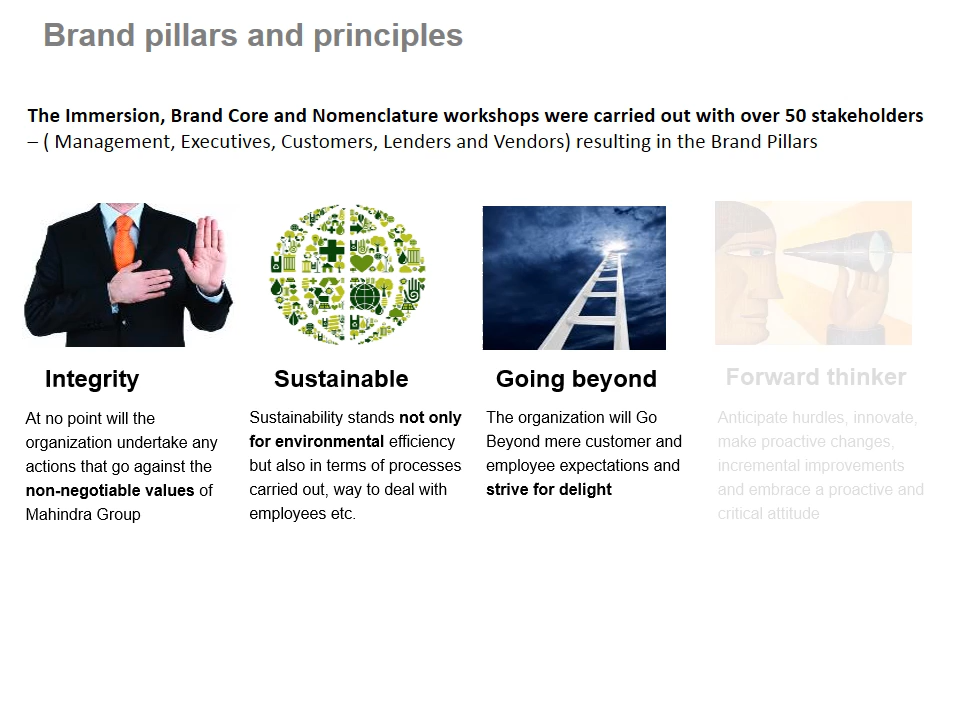 Brand pillars and principles
The Immersion, Brand Core and Nomenclature workshops were carried out with over 50 stakeholders
– ( Management, Executives, Customers, Lenders and Vendors) resulting in the Brand Pillars
Integrity
At no point will the
organization undertake any
actions that go against the
non-negotiable values of
Mahindra Group
Sustainable
Sustainability stands not only
for environmental efficiency
but also in terms of processes
carried out, way to deal with
employees etc.
Going beyond
The organization will Go
Beyond mere customer and
employee expectations and
strive for delight
Forward thinker
Anticipate hurdles, innovate,
make proactive changes,
incremental improvements
and embrace a proactive and
critical attitude